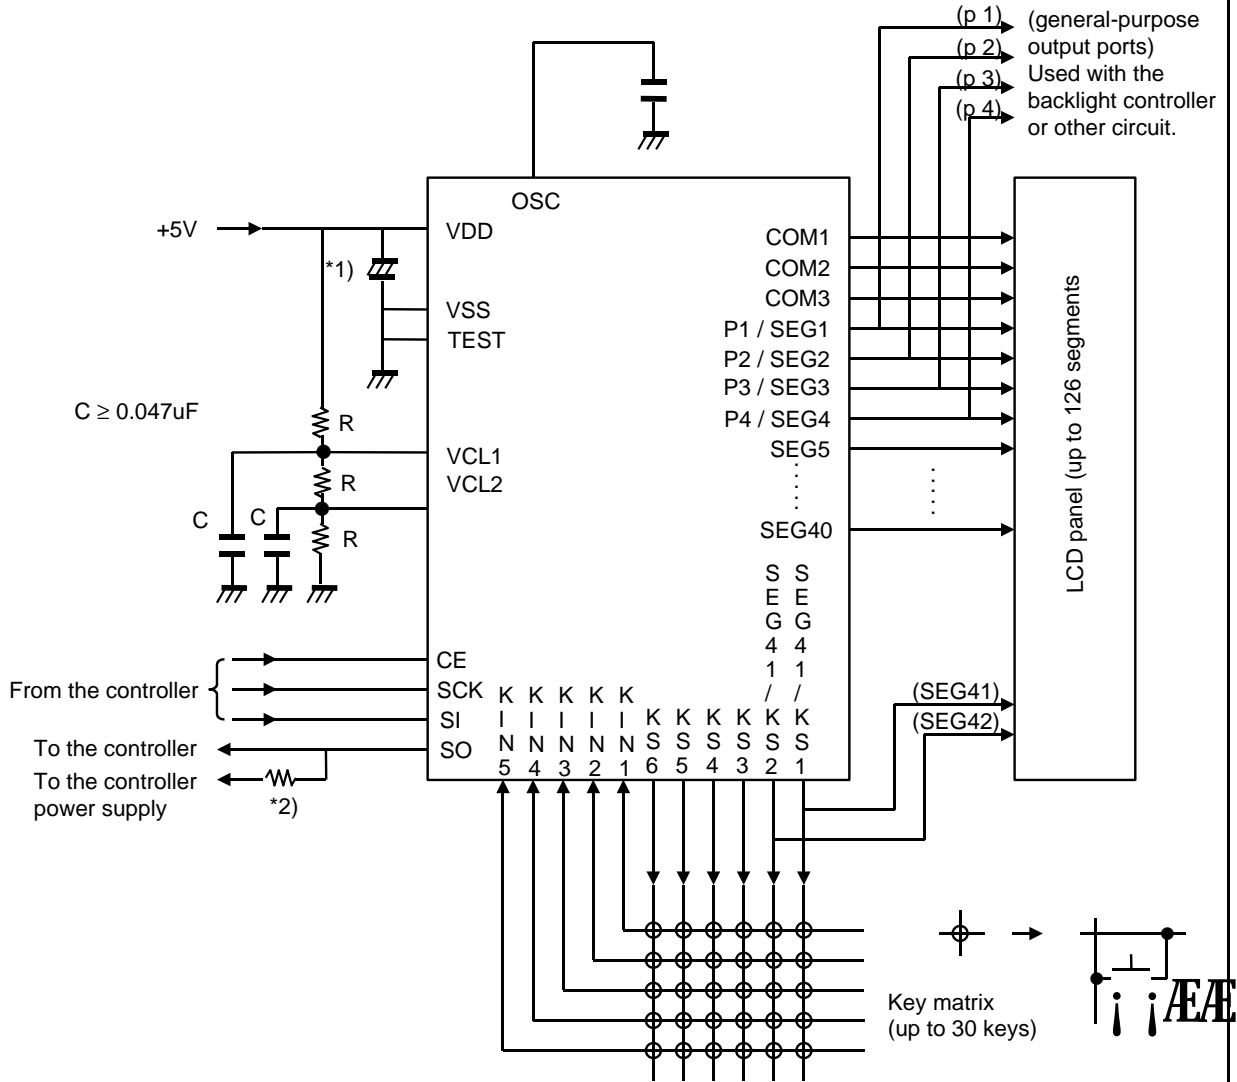 (p 1)
(p 2)
(p 3)
(p 4)
(general-purpose
output ports)
Used with the
backlight controller
or other circuit.
OSC
+5V
VDD
*1)
VSS
TEST
C ≥ 0.047uF
R
VCL1
R
VCL2
C
C
R
COM1
COM2
COM3
P1 / SEG1
P2 / SEG2
P3 / SEG3
P4 / SEG4
SEG5
SEG40
LCD panel (up to 126 segments
SEG41/KS2
SEG41/KS1
(SEG41)
(SEG42)
From the controller
CE
SCK
SI
To the controller
SO
To the controller
power supply
*2)
KIN5
KIN4
KIN3
KIN2
KIN1
KS6
KS5
KS4
KS3
Key matrix
(up to 30 keys)
¡ ¡ÆÆ